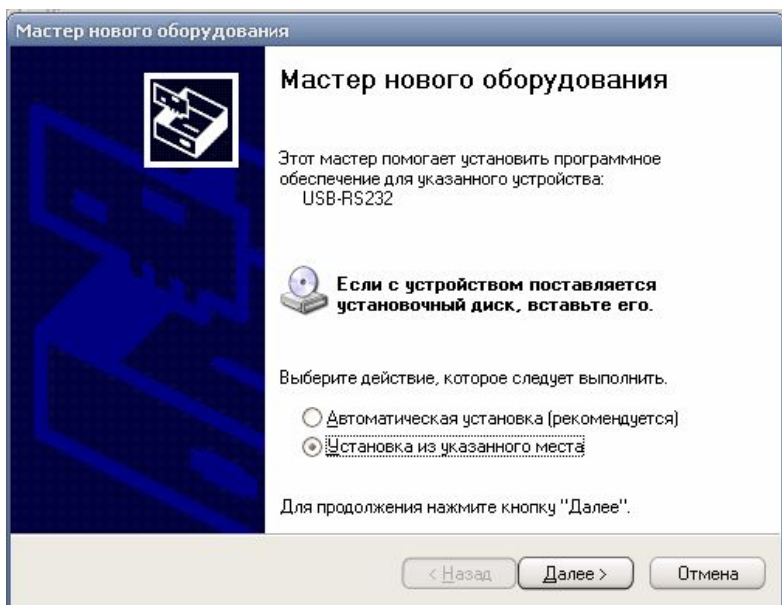 Мастер нового оборудования
Мастер нового оборудования
Этот мастер помогает установить программное
обеспечение для указанного устройства:
USB-RS232
Если с устройством поставляется
установочный диск, вставьте его.
Выберите действие, которое следует выполнить.
Автоматическая установка (рекомендуется)
Установка из указанного места
Для продолжения нажмите кнопку "Далее".
< Назад Далее > Отмена